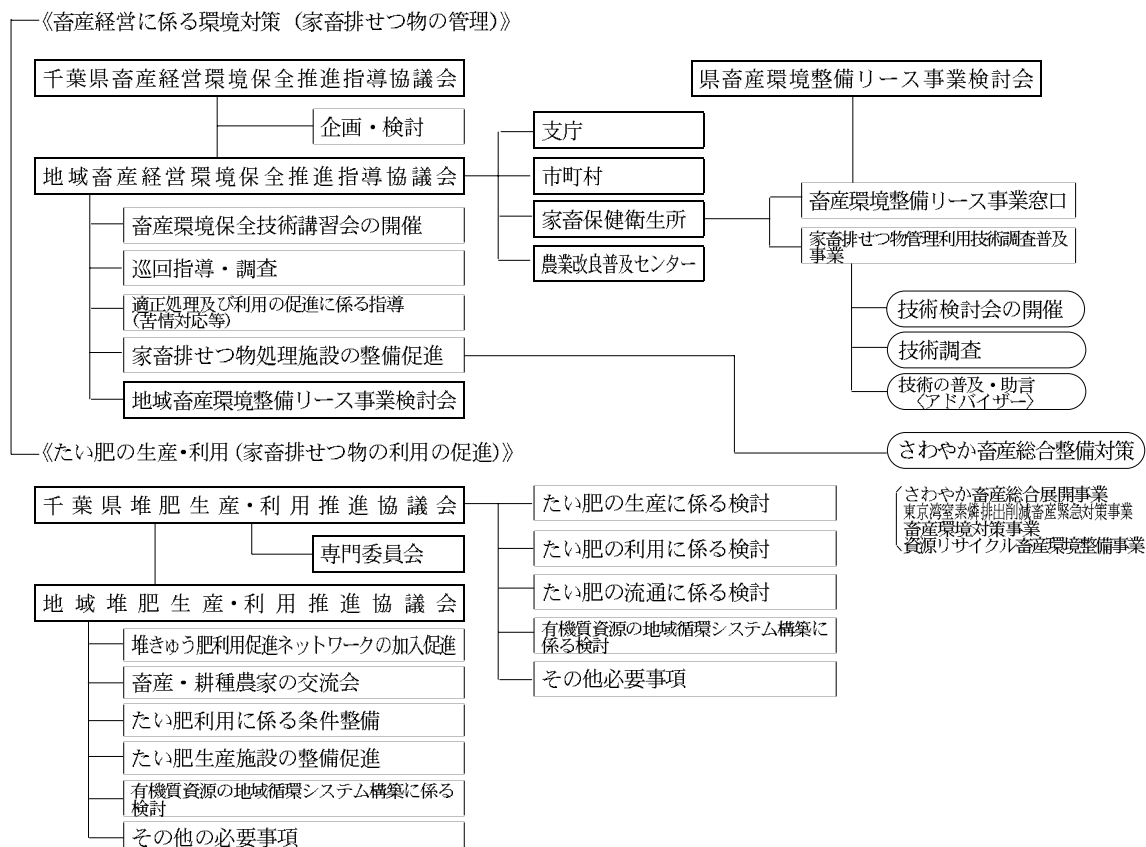 《畜産経営に係る環境対策（家畜排せつ物の管理）》
千葉県畜産経営環境保全推進指導協議会
企画・検討
地域畜産経営環境保全推進指導協議会
畜産環境保全技術講習会の開催
巡回指導・調査
適正処理及び利用の促進に係る指導
（苦情対応等）
家畜排せつ物処理施設の整備促進
地域畜産環境整備リース事業検討会
支庁
市町村
家畜保健衛生所
農業改良普及センター
県畜産環境整備リース事業検討会
畜産環境整備リース事業窓口
家畜排せつ物管理利用技術調査普及
事業
技術検討会の開催
技術調査
技術の普及・助言
〈アドバイザー〉
さわやか畜産総合整備対策
さわやか畜産総合展開事業
東京湾窒素燐排出削減畜産緊急対策事業
畜産環境対策事業
資源リサイクル畜産環境整備事業
《たい肥の生産・利用（家畜排せつ物の利用の促進）》
千葉県堆肥生産・利用推進協議会
専門委員会
地域堆肥生産・利用推進協議会
堆きゅう肥利用促進ネットワークの加入促進
畜産・耕種農家の交流会
たい肥利用に係る条件整備
たい肥生産施設の整備促進
有機質資源の地域循環システム構築に係る
検討
その他の必要事項
たい肥の生産に係る検討
たい肥の利用に係る検討
たい肥の流通に係る検討
有機質資源の地域循環システム構築に
係る検討
その他必要事項